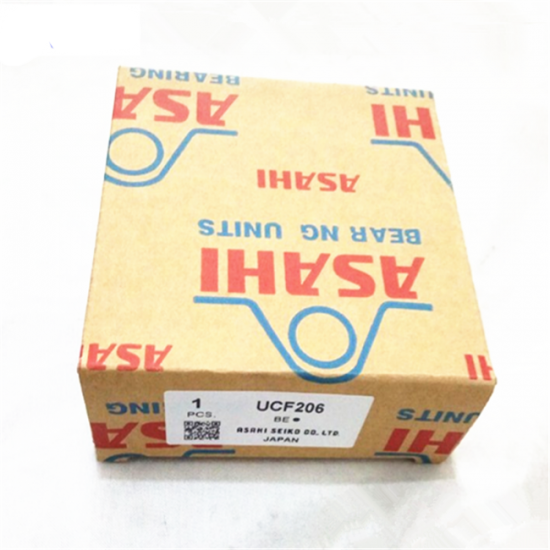 BEARING
ASA
UNITS
HI
ASAHI
BEAR NG UNITS
ASAHI
ASA
HI
1
PCS.
UCF206
BE
ASAHI SEIKO CO., LTD.
JAPAN